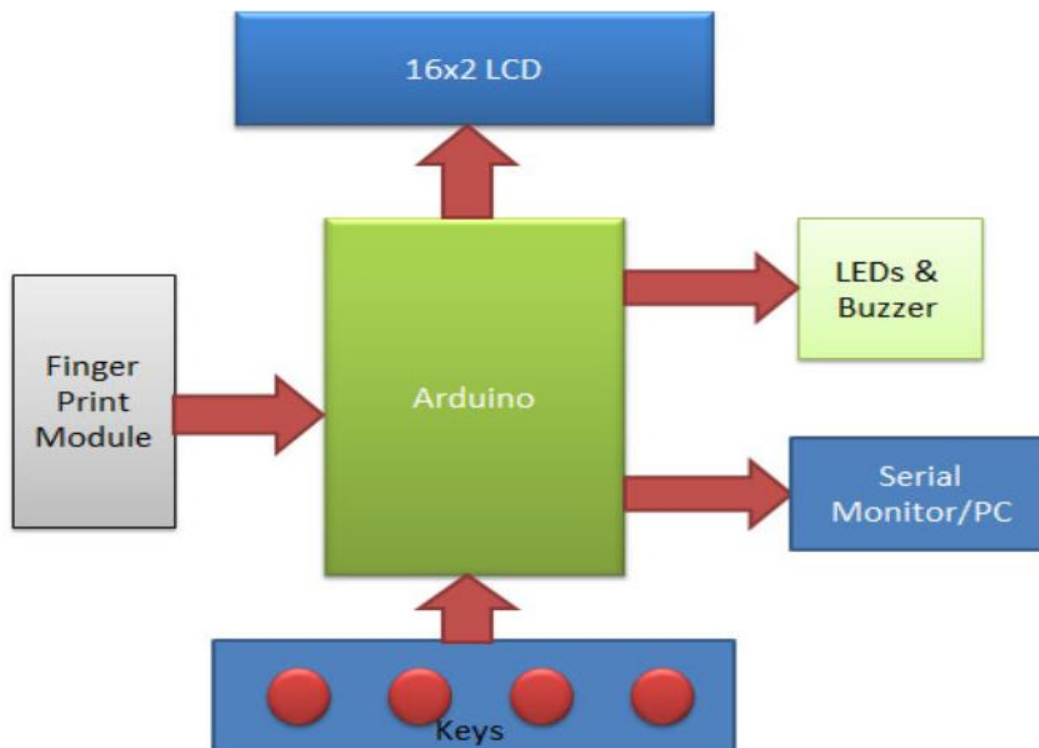 16x2 LCD
LEDs &
Buzzer
Finger
Print
Module
Arduino
Serial
Monitor/PC
Keys